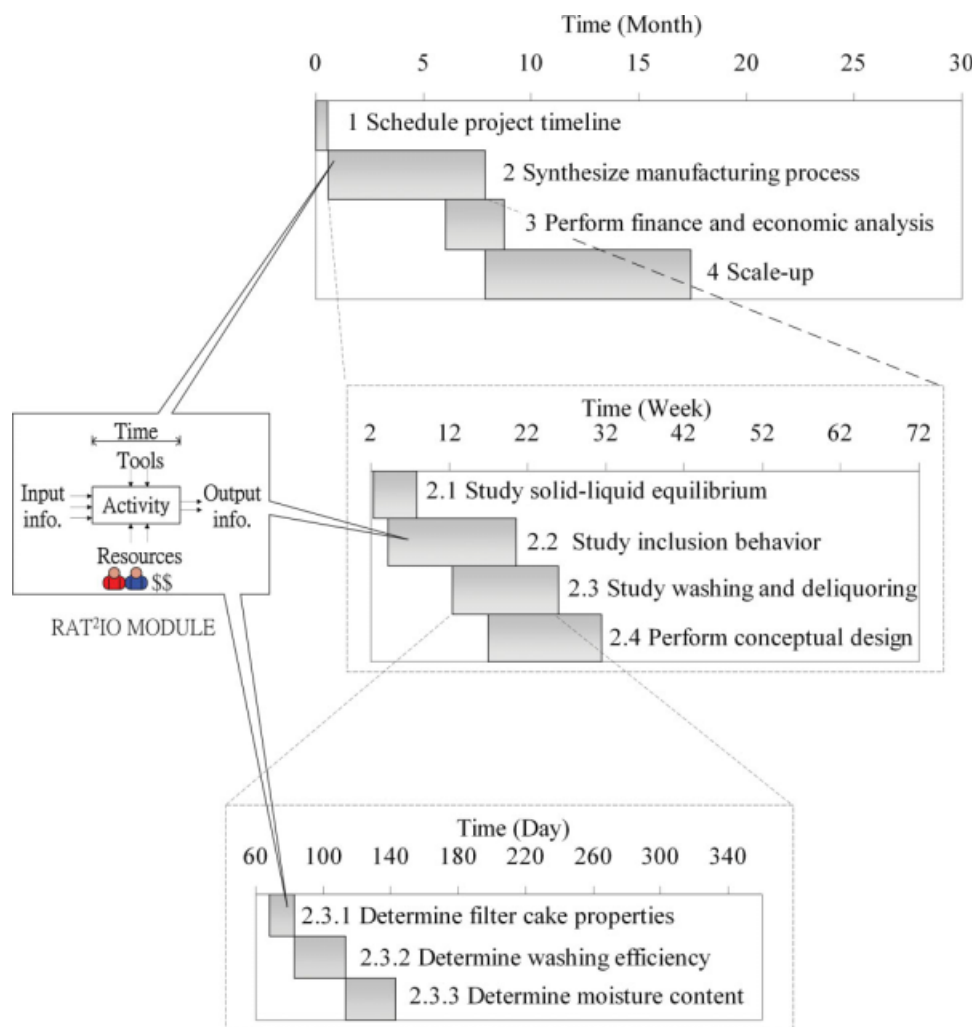 Time (Month)
0 5 10 15 20 25 30
1 Schedule project timeline
2 Synthesize manufacturing process
3 Perform finance and economic analysis
4 Scale-up
Time
Tools
Input info.
Activity
Output info.
Resources
$$
RAT²IO MODULE
Time (Week)
2 12 22 32 42 52 62 72
2.1 Study solid-liquid equilibrium
2.2 Study inclusion behavior
2.3 Study washing and deliquoring
2.4 Perform conceptual design
Time (Day)
60 100 140 180 220 260 300 340
2.3.1 Determine filter cake properties
2.3.2 Determine washing efficiency
2.3.3 Determine moisture content